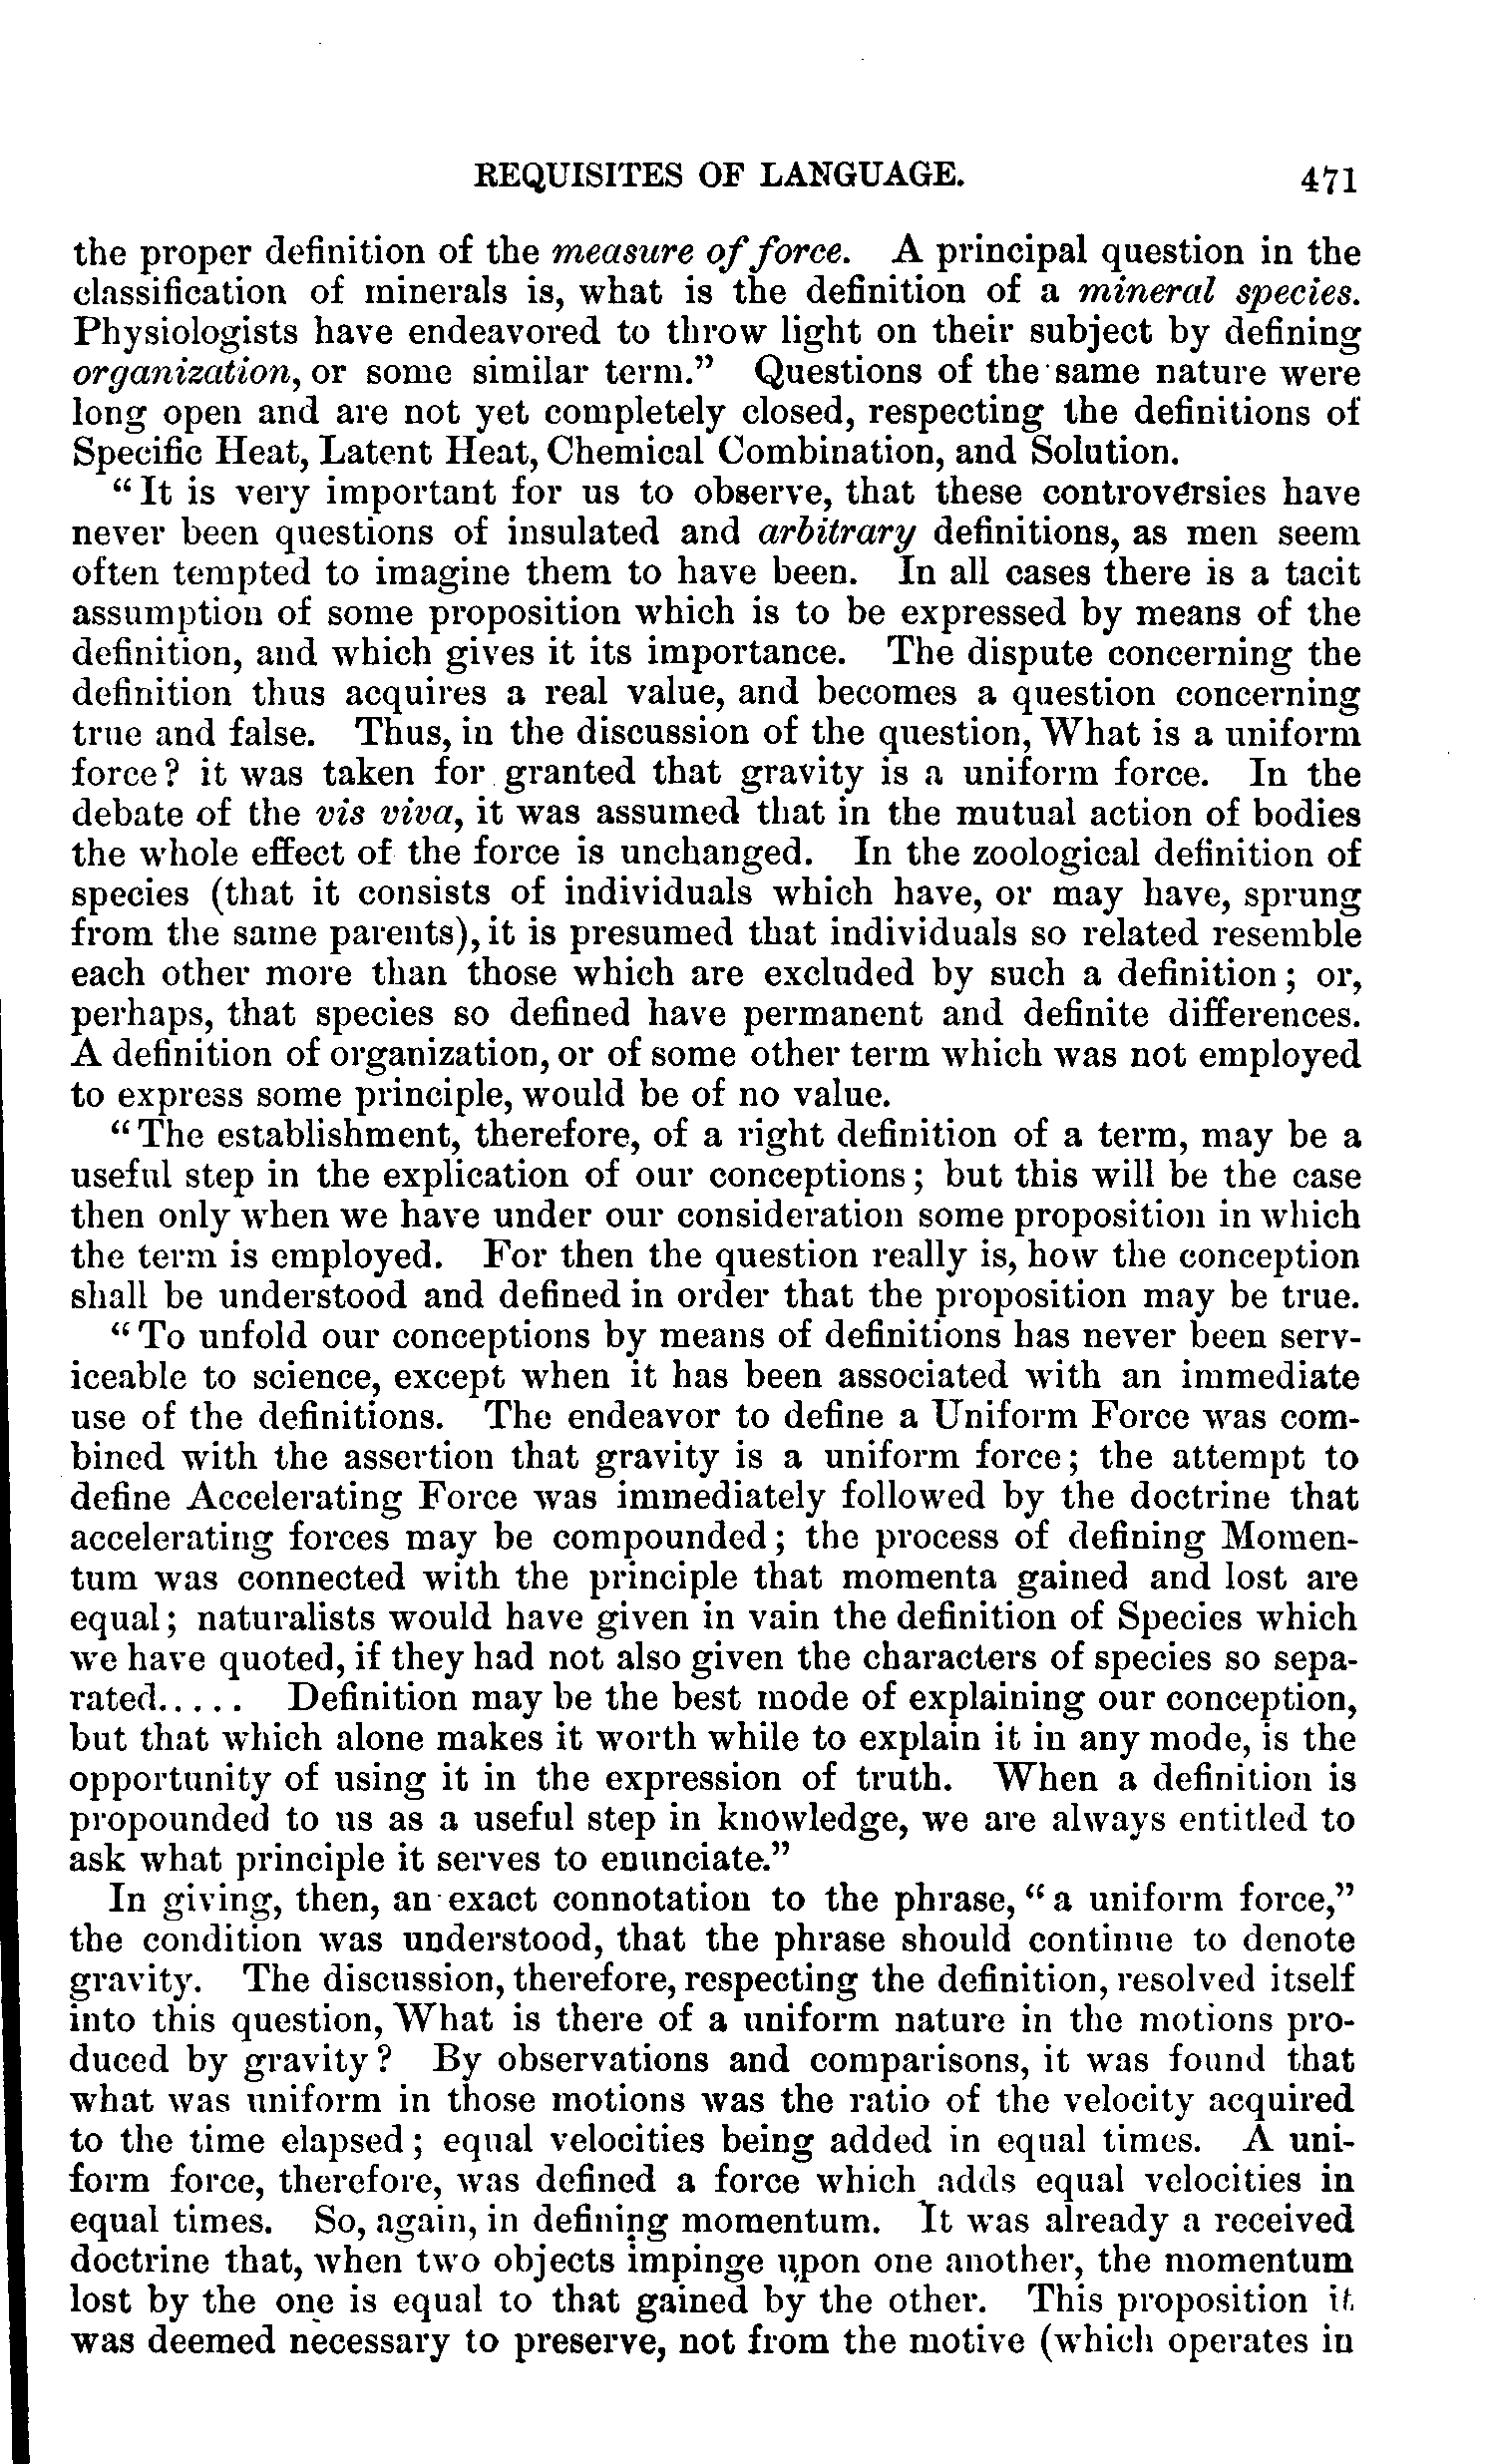 REQUISITES OF LANGUAGE. 471
the proper definition of the measure of force. A principal question in the
classification of minerals is, what is the definition of a mineral species.
Physiologists have endeavored to throw light on their subject by defining
organization, or some similar term.” Questions of the same nature were
long open and are not yet completely closed, respecting the definitions of
Specific Heat, Latent Heat, Chemical Combination, and Solution.
“It is very important for us to observe, that these controversies have
never been questions of insulated and arbitrary definitions, as men seem
often tempted to imagine them to have been. In all cases there is a tacit
assumption of some proposition which is to be expressed by means of the
definition, and which gives it its importance. The dispute concerning the
definition thus acquires a real value, and becomes a question concerning
true and false. Thus, in the discussion of the question, What is a uniform
force? it was taken for granted that gravity is a uniform force. In the
debate of the vis viva, it was assumed that in the mutual action of bodies
the whole effect of the force is unchanged. In the zoological definition of
species (that it consists of individuals which have, or may have, sprung
from the same parents), it is presumed that individuals so related resemble
each other more than those which are excluded by such a definition; or,
perhaps, that species so defined have permanent and definite differences.
A definition of organization, or of some other term which was not employed
to express some principle, would be of no value.
“The establishment, therefore, of a right definition of a term, may be a
useful step in the explication of our conceptions; but this will be the case
then only when we have under our consideration some proposition in which
the term is employed. For then the question really is, how the conception
shall be understood and defined in order that the proposition may be true.
“To unfold our conceptions by means of definitions has never been serv-
iceable to science, except when it has been associated with an immediate
use of the definitions. The endeavor to define a Uniform Force was com-
bined with the assertion that gravity is a uniform force; the attempt to
define Accelerating Force was immediately followed by the doctrine that
accelerating forces may be compounded; the process of defining Momen-
tum was connected with the principle that momenta gained and lost are
equal; naturalists would have given in vain the definition of Species which
we have quoted, if they had not also given the characters of species so sepa-
rated..... Definition may be the best mode of explaining our conception,
but that which alone makes it worth while to explain it in any mode, is the
opportunity of using it in the expression of truth. When a definition is
propounded to us as a useful step in knowledge, we are always entitled to
ask what principle it serves to enunciate.”
In giving, then, an exact connotation to the phrase, “a uniform force,”
the condition was understood, that the phrase should continue to denote
gravity. The discussion, therefore, respecting the definition, resolved itself
into this question, What is there of a uniform nature in the motions pro-
duced by gravity? By observations and comparisons, it was found that
what was uniform in those motions was the ratio of the velocity acquired
to the time elapsed; equal velocities being added in equal times. A uni-
form force, therefore, was defined a force which adds equal velocities in
equal times. So, again, in defining momentum. It was already a received
doctrine that, when two objects impinge upon one another, the momentum
lost by the one is equal to that gained by the other. This proposition it
was deemed necessary to preserve, not from the motive (which operates in